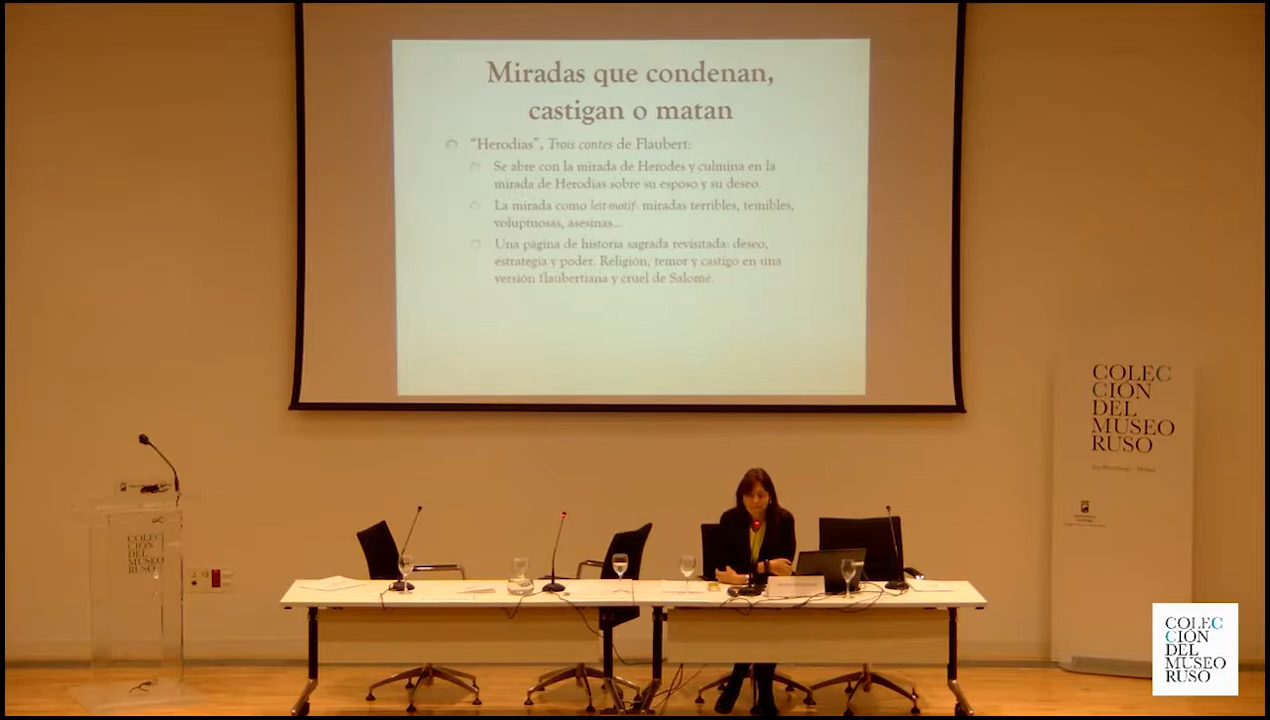 Miradas que condenan,
castigan o matan
“Herodias”, Trois contes de Flaubert:
Se abre con la mirada de Herodes y culmina en la
mirada de Herodias sobre su esposo y su deseo.
La mirada como leit-motif: miradas terribles, temibles,
voluptuosas, asesinas...
Una página de historia sagrada revisitada: deseo,
estrategia y poder. Religión, temor y castigo en una
versión flaubertiana y cruel de Salomé.
COLEC
CIÓN
DEL
MUSEO
RUSO
COLEC
CIÓN
DEL
MUSEO
RUSO
COLEC
CIÓN
DEL
MUSEO
RUSO